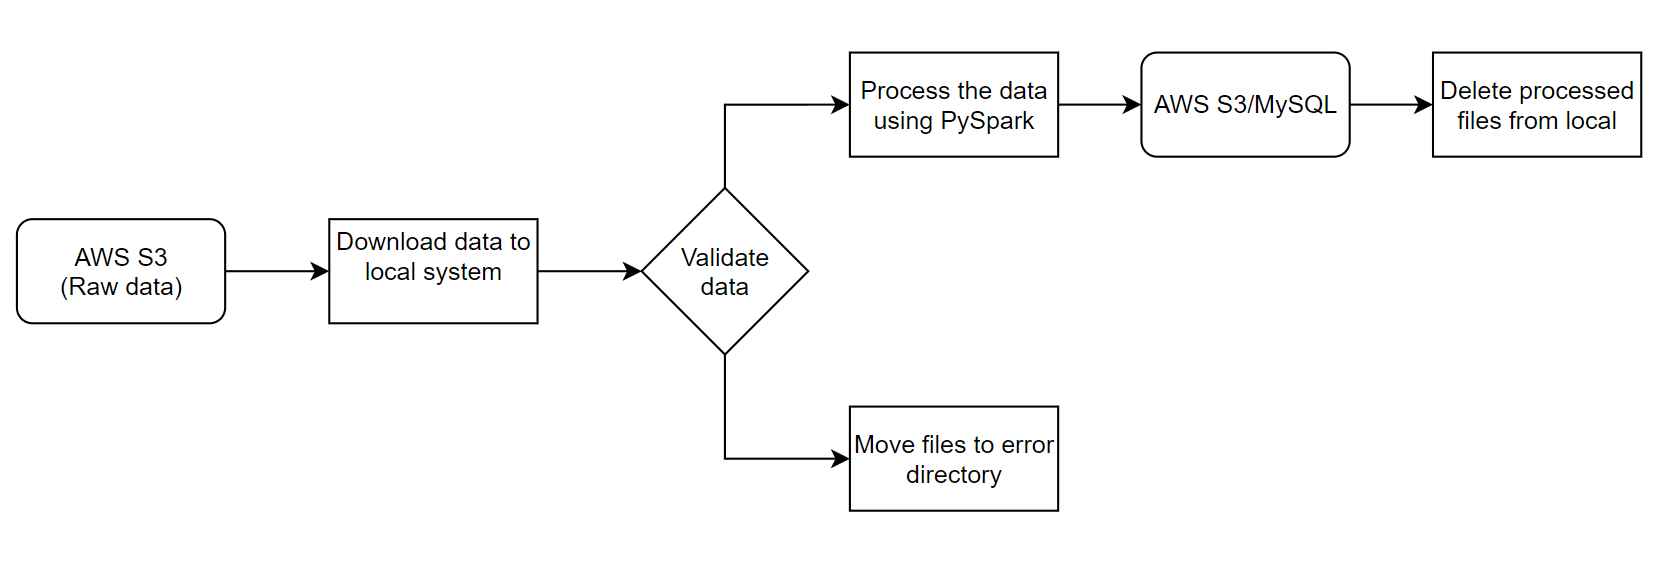 AWS S3
(Raw data)
Download data to
local system
Validate
data
Process the data
using PySpark
AWS S3/MySQL
Delete processed
files from local
Move files to error
directory